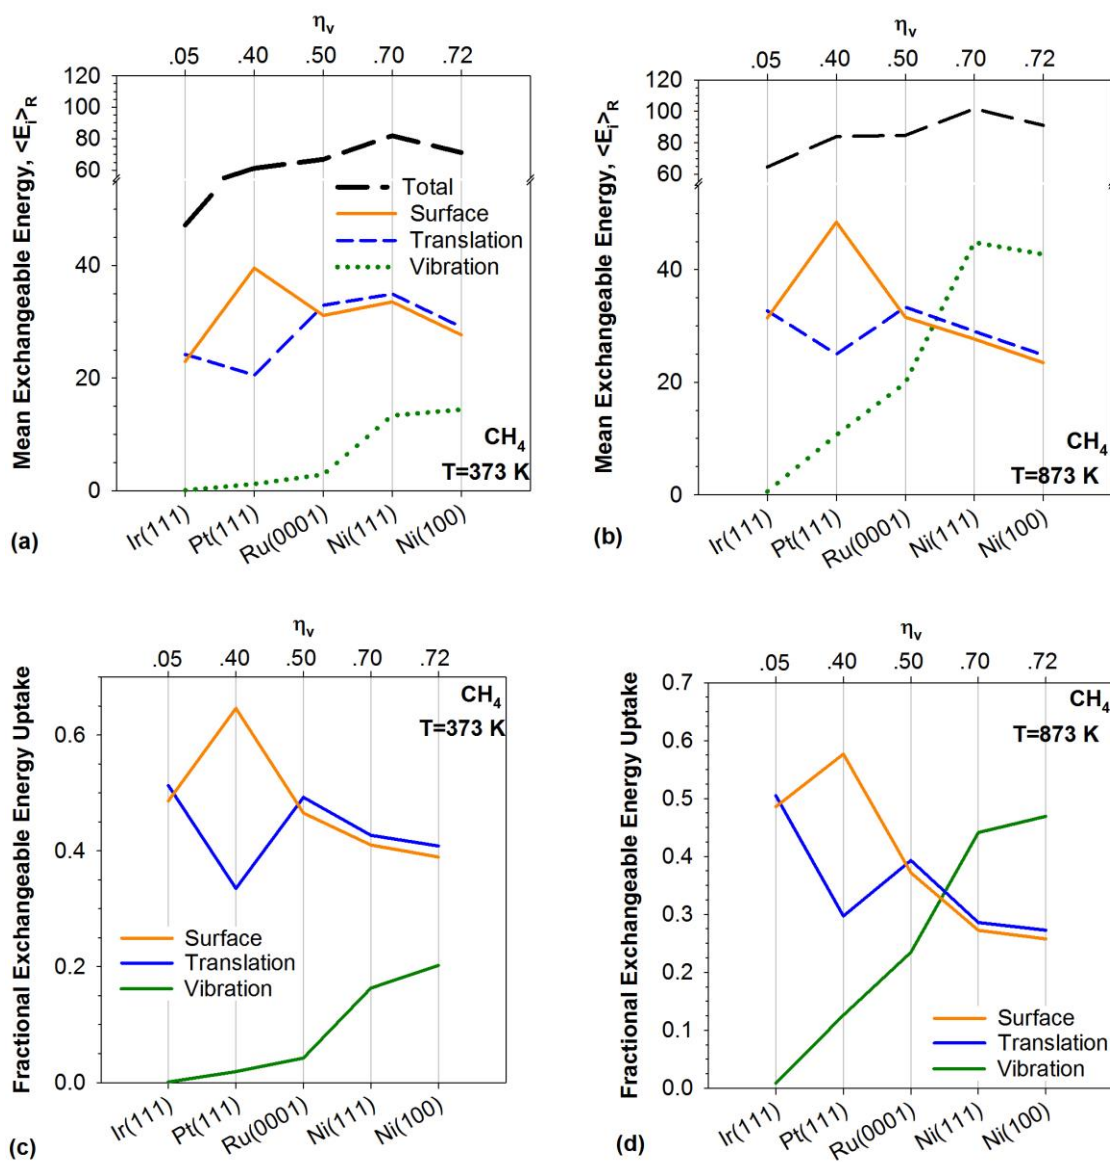 ηv
.05 .40 .50 .70 .72
120
100
80
60
40
20
0
Mean Exchangeable Energy, <Ei>R
Total
Surface
Translation
Vibration
CH4
T=373 K
Ir(111) Pt(111) Ru(0001) Ni(111) Ni(100)
(a)
ηv
.05 .40 .50 .70 .72
120
100
80
60
40
20
0
Mean Exchangeable Energy, <Ei>R
CH4
T=873 K
Ir(111) Pt(111) Ru(0001) Ni(111) Ni(100)
(b)
ηv
.05 .40 .50 .70 .72
0.6
0.4
0.2
0.0
Fractional Exchangeable Energy Uptake
CH4
T=373 K
Surface
Translation
Vibration
Ir(111) Pt(111) Ru(0001) Ni(111) Ni(100)
(c)
ηv
.05 .40 .50 .70 .72
0.7
0.6
0.5
0.4
0.3
0.2
0.1
0.0
Fractional Exchangeable Energy Uptake
CH4
T=873 K
Surface
Translation
Vibration
Ir(111) Pt(111) Ru(0001) Ni(111) Ni(100)
(d)